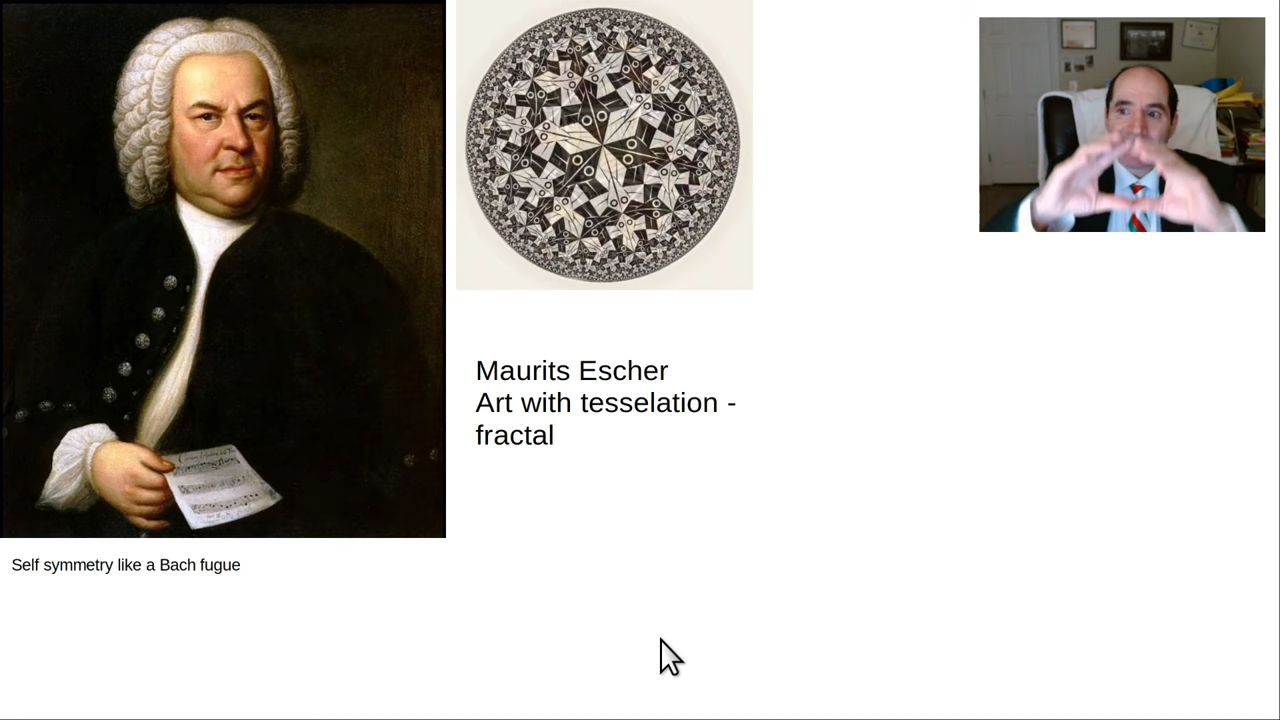 Maurits Escher
Art with tesselation -
fractal
Self symmetry like a Bach fugue